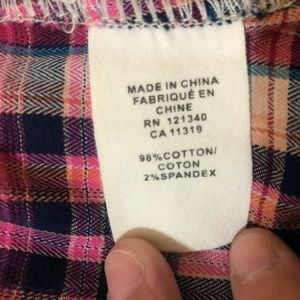 MADE IN CHINA
FABRIQUÉ EN
CHINE
RN 121340
CA 11319
98%COTTON/
COTON
2%SPANDEX